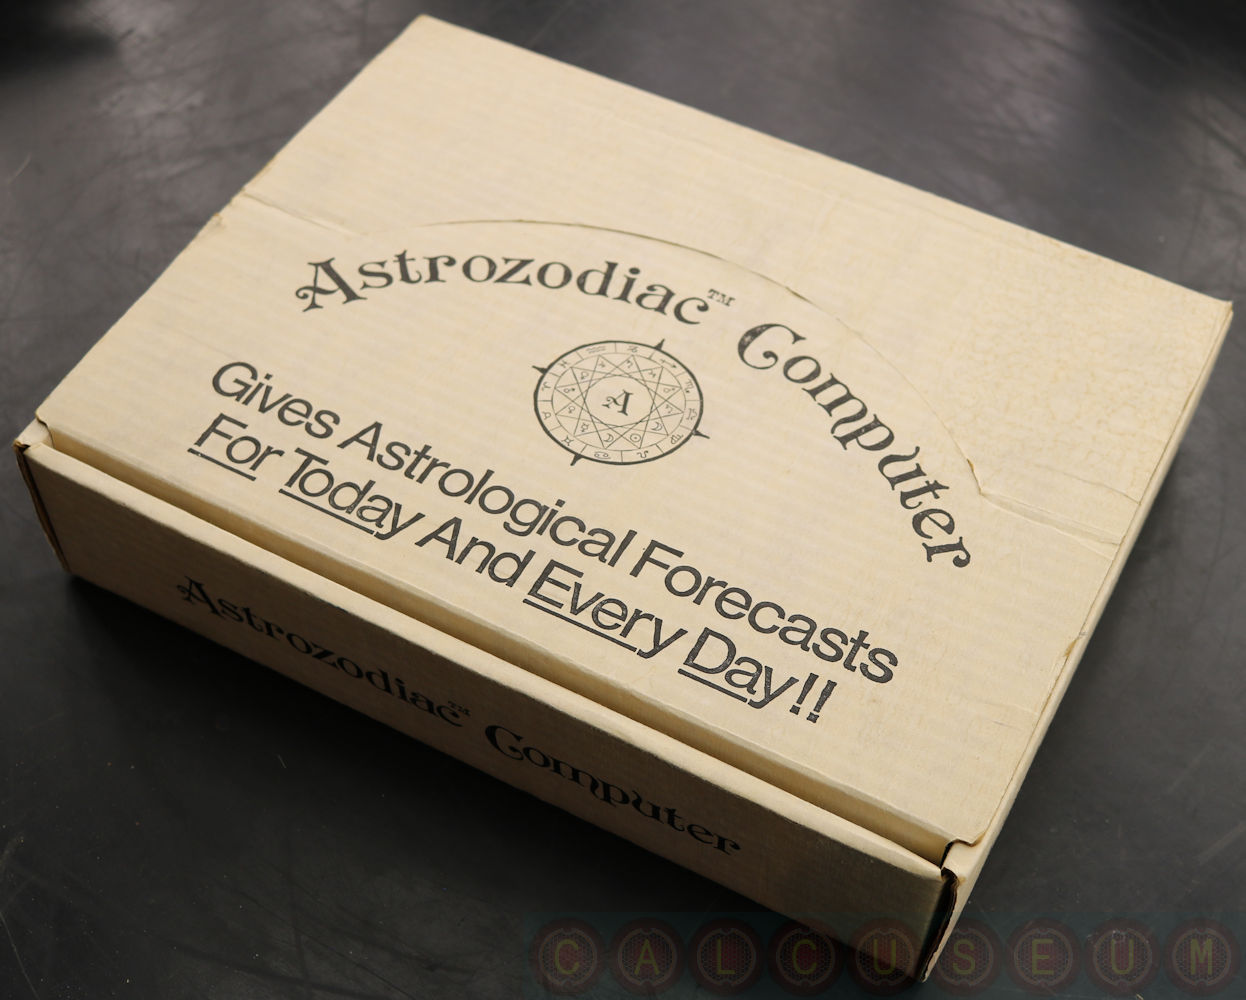 Astrozodiac™ Computer
A
Gives Astrological Forecasts
For Today And Every Day!!
Astrozodiac™ Computer
CALCUSEUM